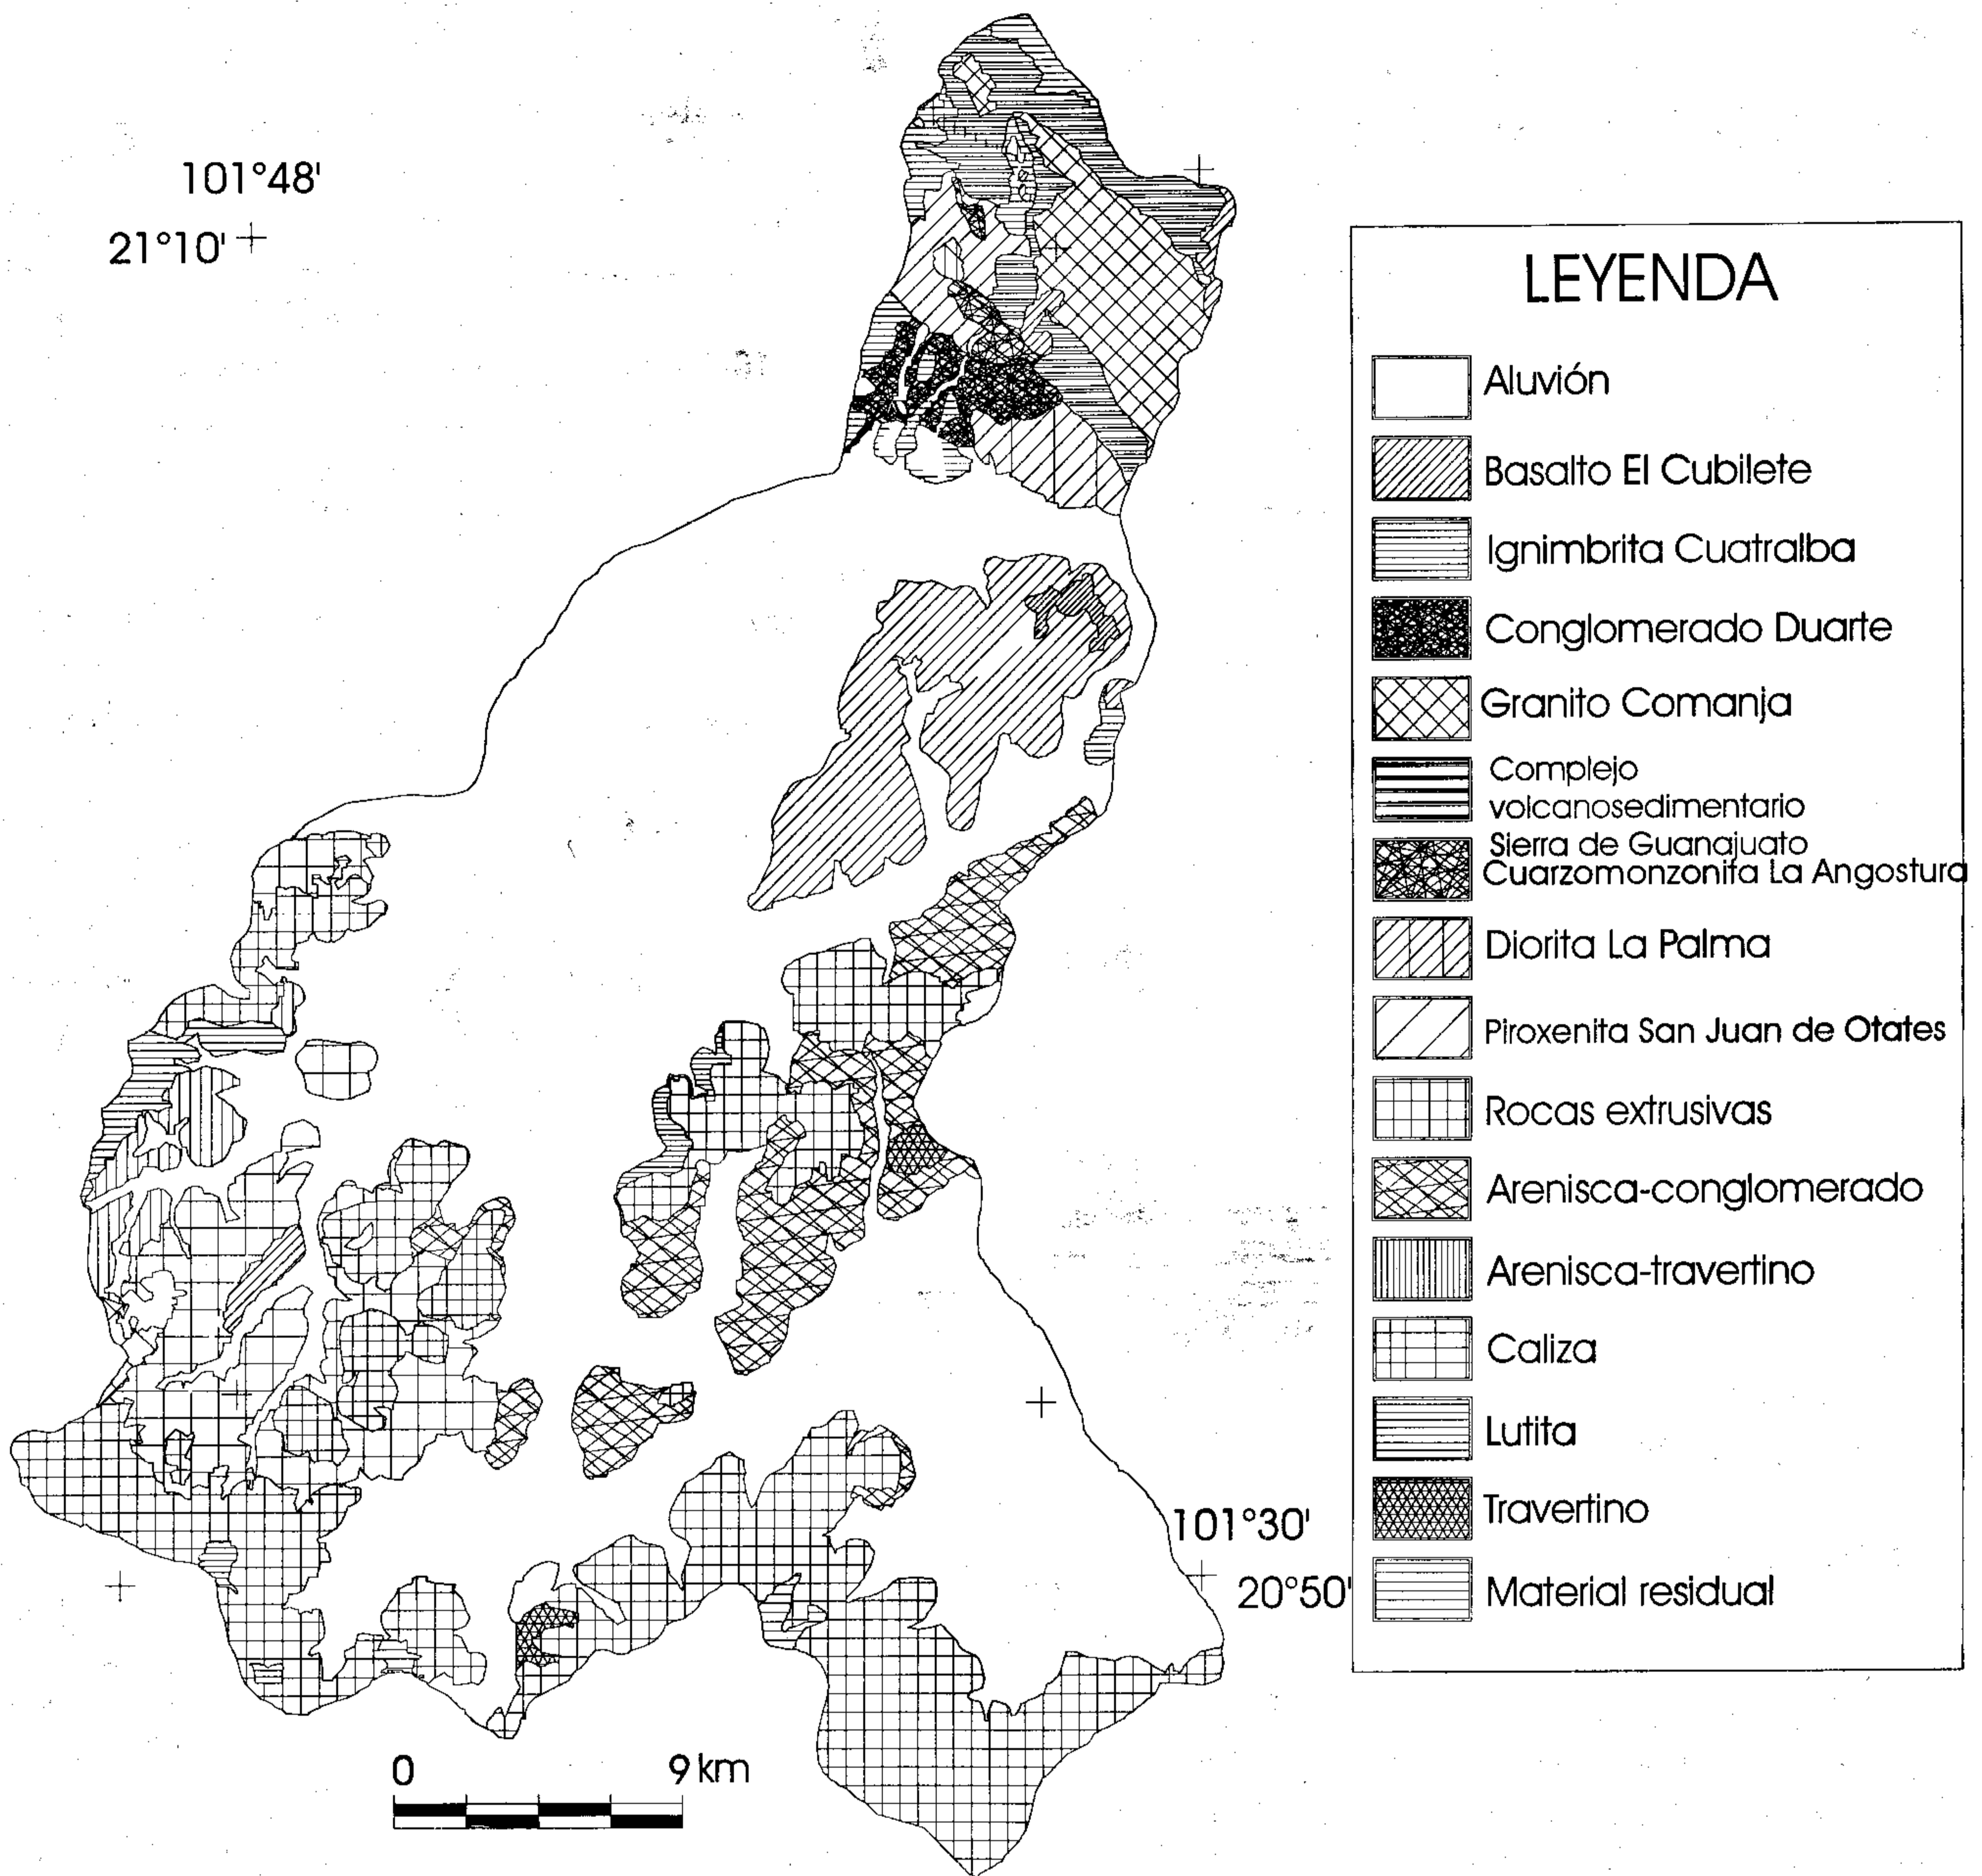 101°48'
21°10'
LEYENDA
Aluvión
Basalto El Cubilete
Ignimbrita Cuatralba
Conglomerado Duarte
Granito Comanja
Complejo
volcanosedimentario
Sierra de Guanajuato
Cuarzomonzonita La Angostura
Diorita La Palma
Piroxenita San Juan de Otates
Rocas extrusivas
Arenisca-conglomerado
Arenisca-travertino
Caliza
Lutita
Travertino
Material residual
101°30'
20°50'
0 9 km